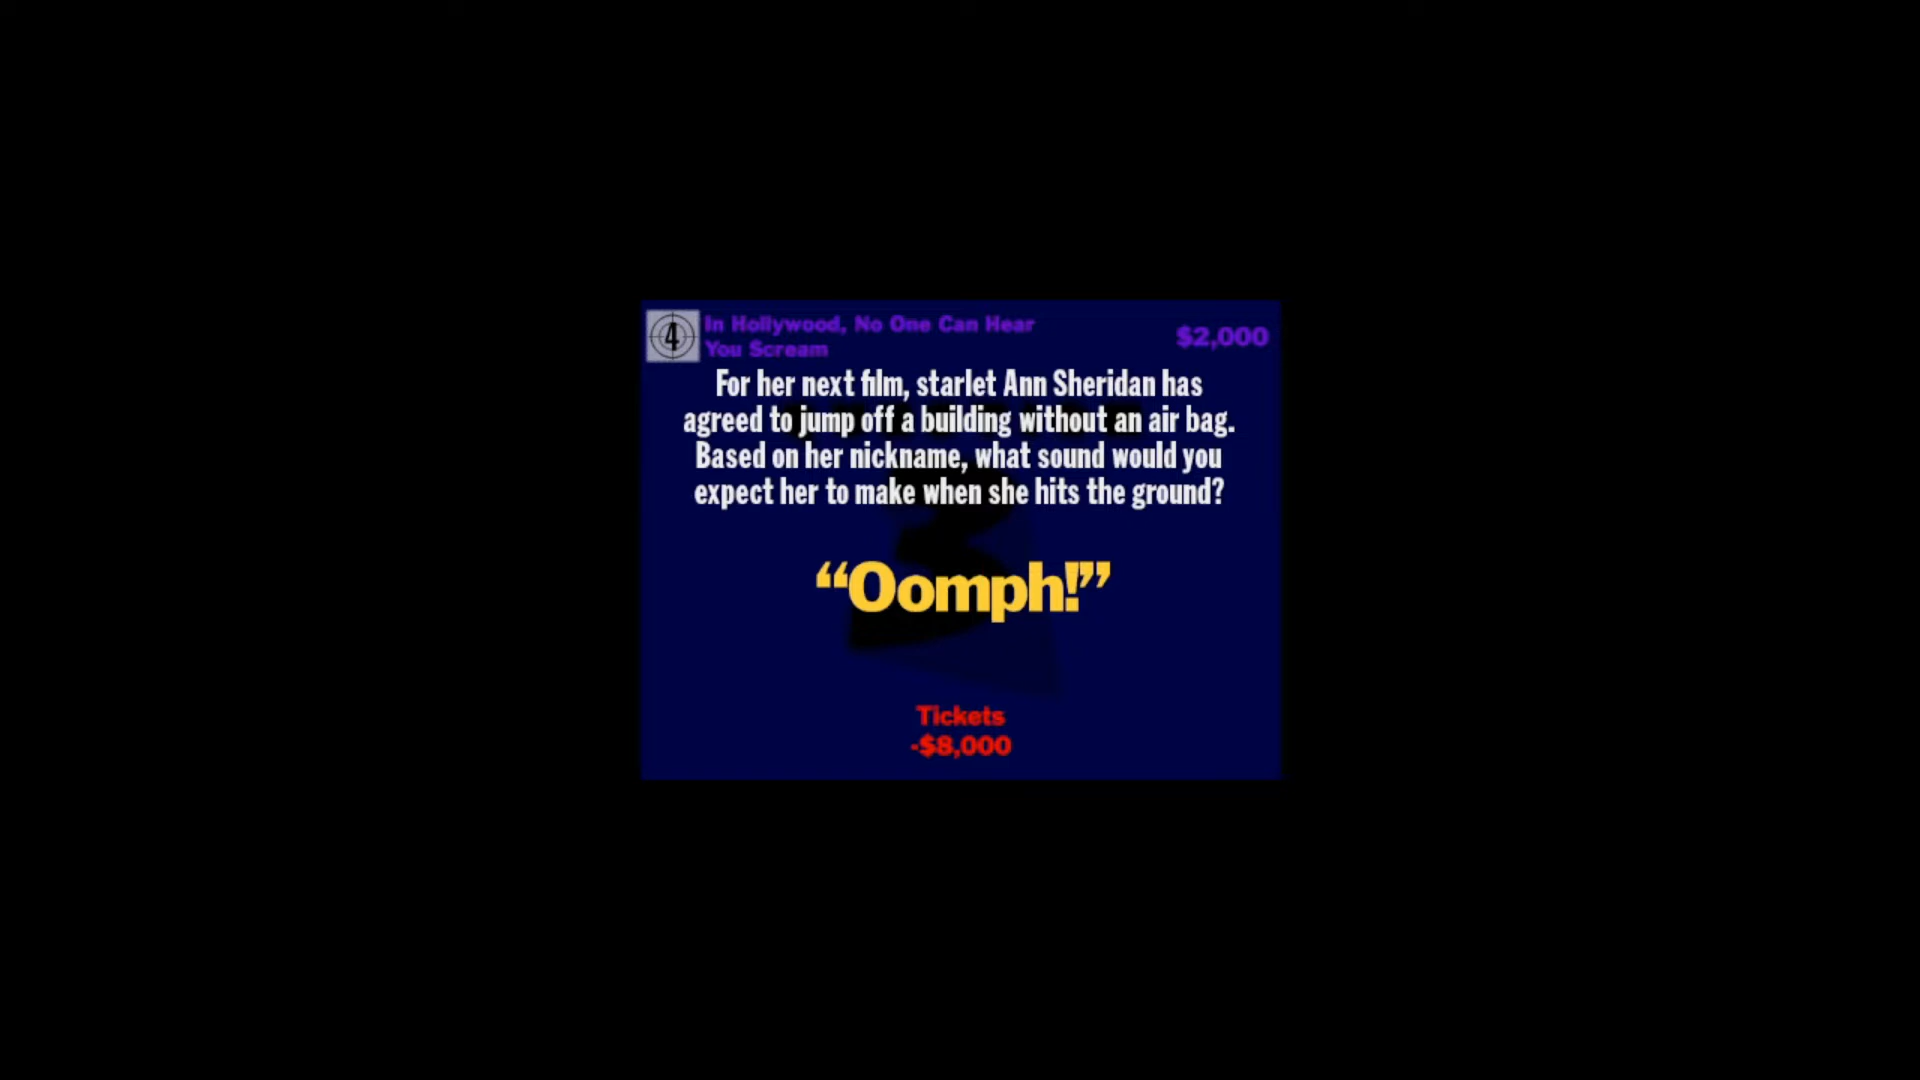 4
In Hollywood, No One Can Hear
You Scream
$2,000
For her next film, starlet Ann Sheridan has
agreed to jump off a building without an air bag.
Based on her nickname, what sound would you
expect her to make when she hits the ground?
“Oomph!”
Tickets
-$8,000